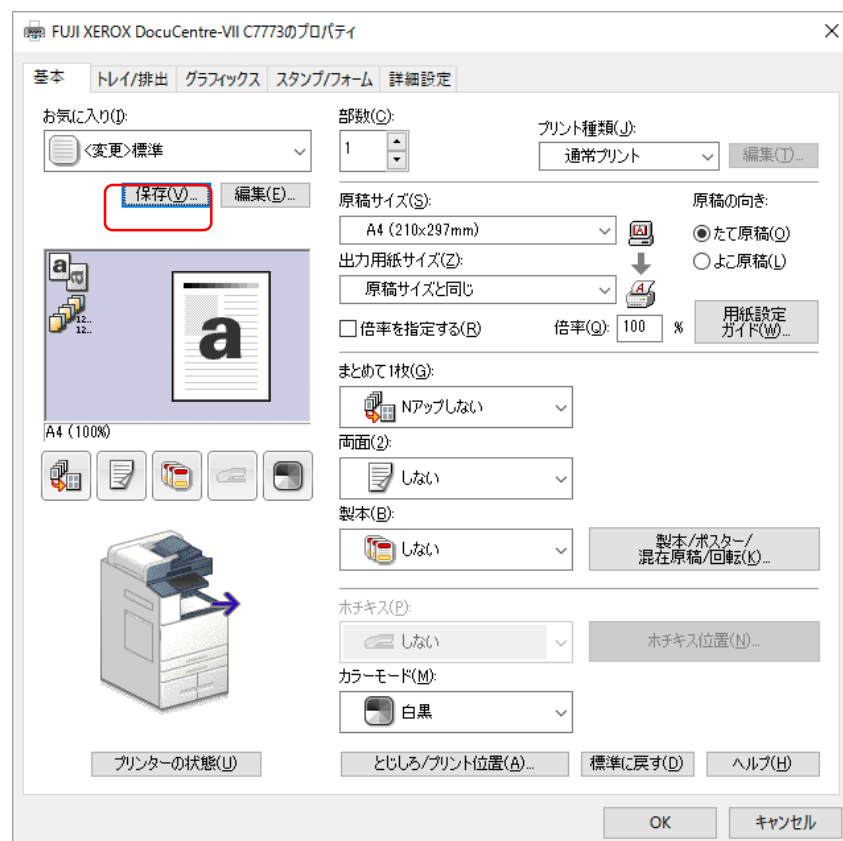 FUJI XEROX DocuCentre-VII C7773のプロパティ
基本 トレイ/排出 グラフィックス スタンプ/フォーム 詳細設定
お気に入り(I):
<変更>標準
保存(V)... 編集(E)...
a
a
12..
12..
a
A4 (100%)
プリンターの状態(U)
部数(C):
1
プリント種類(J):
通常プリント 編集(T)...
原稿サイズ(S):
A4 (210x297mm)
原稿の向き:
たて原稿(O)
よこ原稿(L)
A
出力用紙サイズ(Z):
原稿サイズと同じ
A
倍率を指定する(R) 倍率(Q): 100 %
用紙設定
ガイド(W)...
まとめて1枚(G):
Nアップしない
両面(2):
しない
製本(B):
しない
製本/ポスター/
混在原稿/回転(K)...
ホチキス(P):
しない ホチキス位置(N)...
カラーモード(M):
白黒
とじしろ/プリント位置(A)... 標準に戻す(D) ヘルプ(H)
OK キャンセル